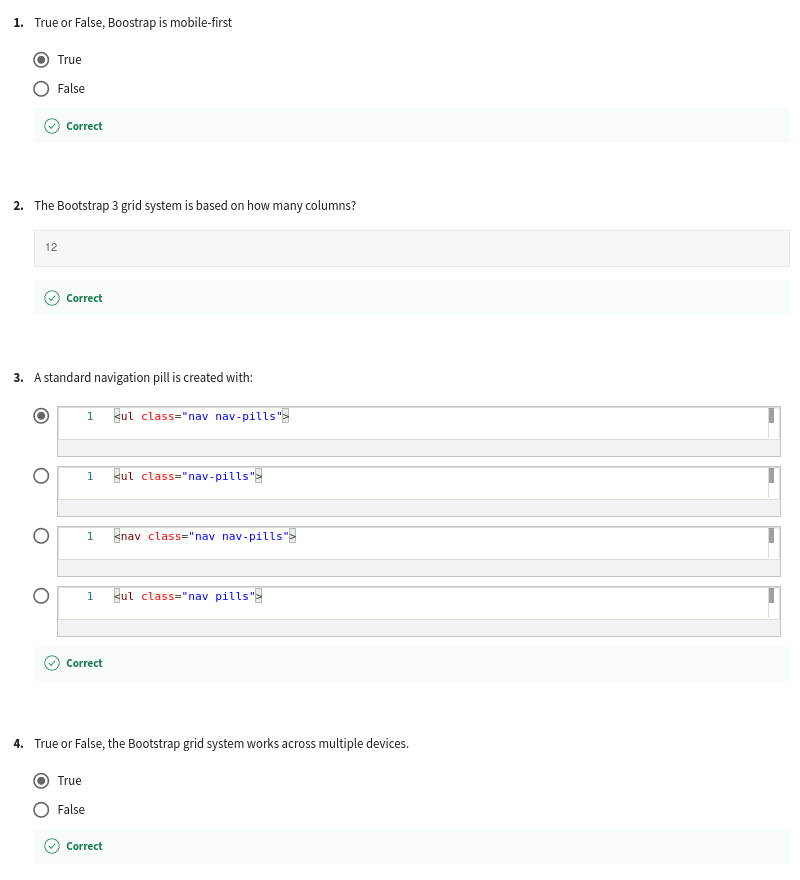 1. True or False, Boostrap is mobile-first
True
False
Correct
2. The Bootstrap 3 grid system is based on how many columns?
12
Correct
3. A standard navigation pill is created with:
1 <ul class="nav nav-pills">
1 <ul class="nav-pills">
1 <nav class="nav nav-pills">
1 <ul class="nav pills">
Correct
4. True or False, the Bootstrap grid system works across multiple devices.
True
False
Correct